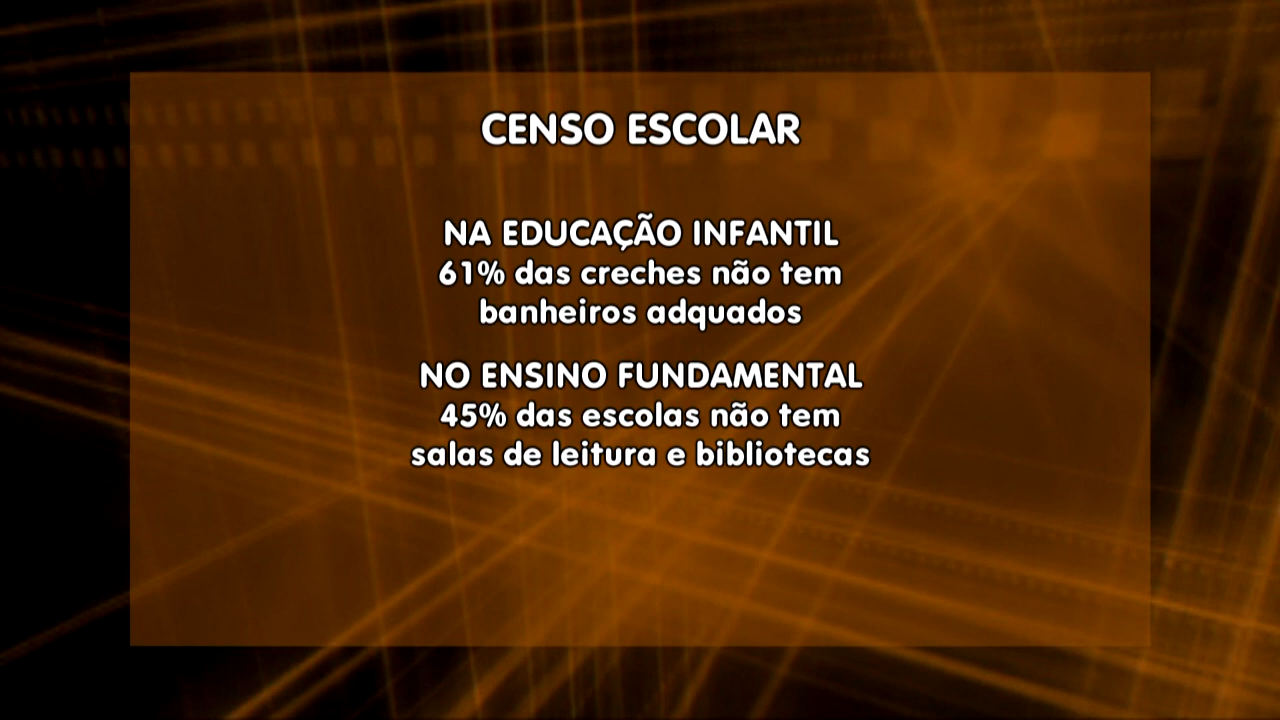 CENSO ESCOLAR
NA EDUCAÇÃO INFANTIL
61% das creches não tem
banheiros adquados
NO ENSINO FUNDAMENTAL
45% das escolas não tem
salas de leitura e bibliotecas